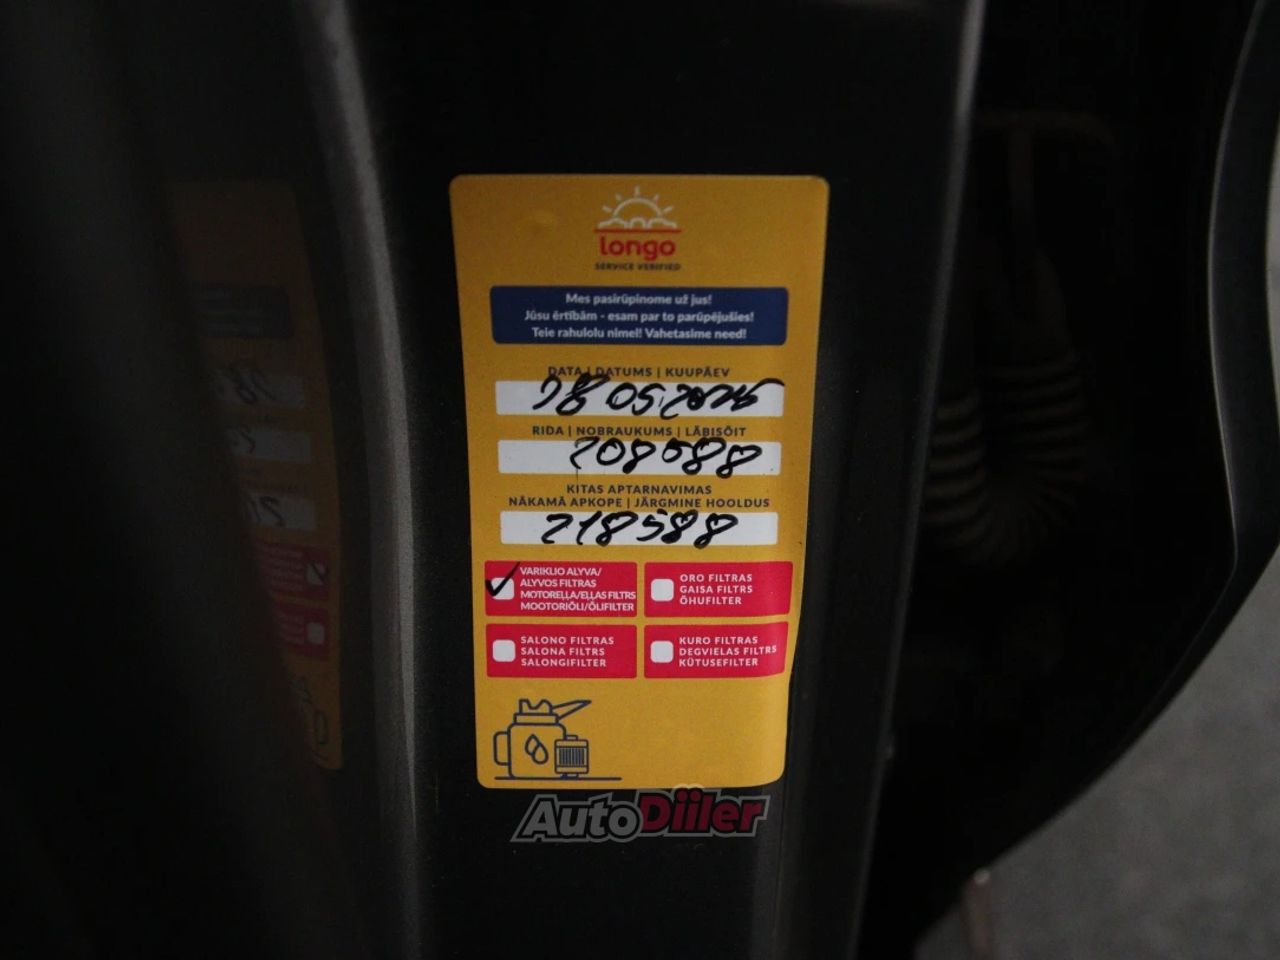 longo
SERVICE VERIFIED
Mes pasirūpinome už jus!
Jūsu ērtībām - esam par to parūpējušies!
Teie rahulolu nimel! Vahetasime need!
DATA | DATUMS | KUUPÄEV
RIDA | NOBRAUKUMS | LÄBISÕIT
208088
KITAS APTARNAVIMAS
NĀKAMĀ APKOPE | JÄRGMINE HOOLDUS
218588
VARIKLIO ALYVA/
ALYVOS FILTRAS
MOTOREĻĻA/EĻĻAS FILTRS
MOOTORIÕLI/ÕLIFILTER
ORO FILTRAS
GAISA FILTRS
ÕHUFILTER
SALONO FILTRAS
SALONA FILTRS
SALONGIFILTER
KURO FILTRAS
DEGVIELAS FILTRS
KÜTUSEFILTER
AutoDiiler